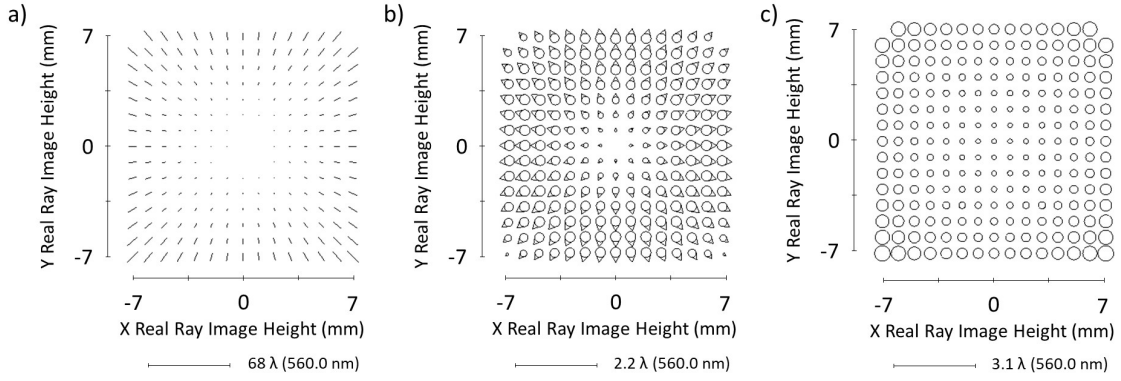 a)
b)
c)
Y Real Ray Image Height (mm)
7
0
-7
-7
0
7
X Real Ray Image Height (mm)
68 λ (560.0 nm)
Y Real Ray Image Height (mm)
7
0
-7
-7
0
7
X Real Ray Image Height (mm)
2.2 λ (560.0 nm)
Y Real Ray Image Height (mm)
7
0
-7
-7
0
7
X Real Ray Image Height (mm)
3.1 λ (560.0 nm)